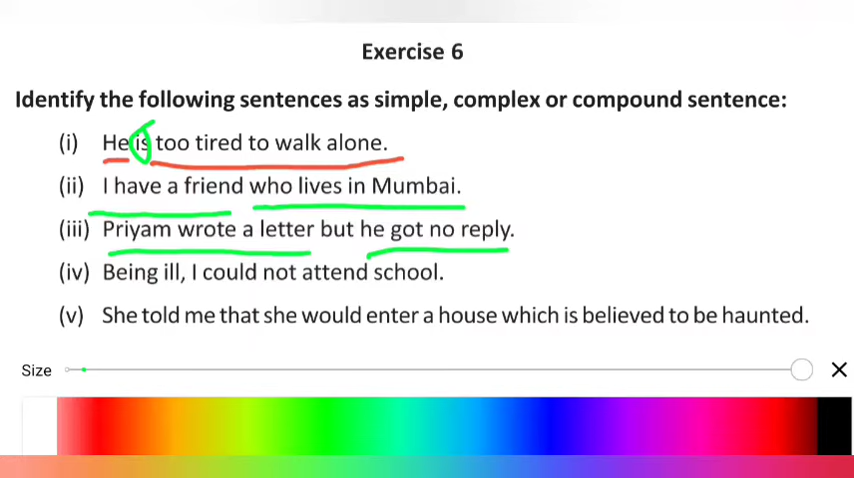 Exercise 6
Identify the following sentences as simple, complex or compound sentence:
(i) He is too tired to walk alone.
(ii) I have a friend who lives in Mumbai.
(iii) Priyam wrote a letter but he got no reply.
(iv) Being ill, I could not attend school.
(v) She told me that she would enter a house which is believed to be haunted.
Size